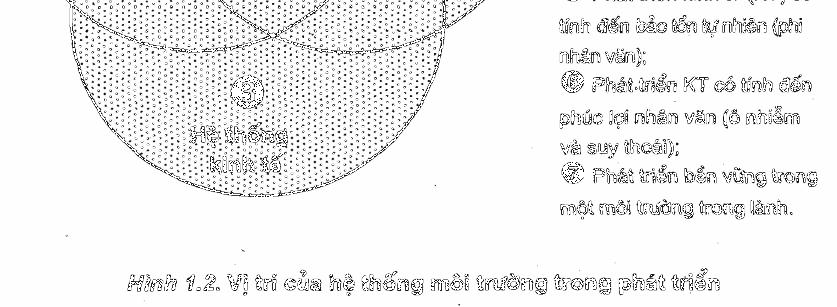 tính đến bảo tồn tự nhiên (phi
nhân văn);
⑥ Phát triển KT có tính đến
phúc lợi nhân văn (ô nhiễm
và suy thoái);
⑦ Phát triển bền vững trong
một môi trường trong lành.
③
Hệ thống
kinh tế
Hình 1.2. Vị trí của hệ thống môi trường trong phát triển